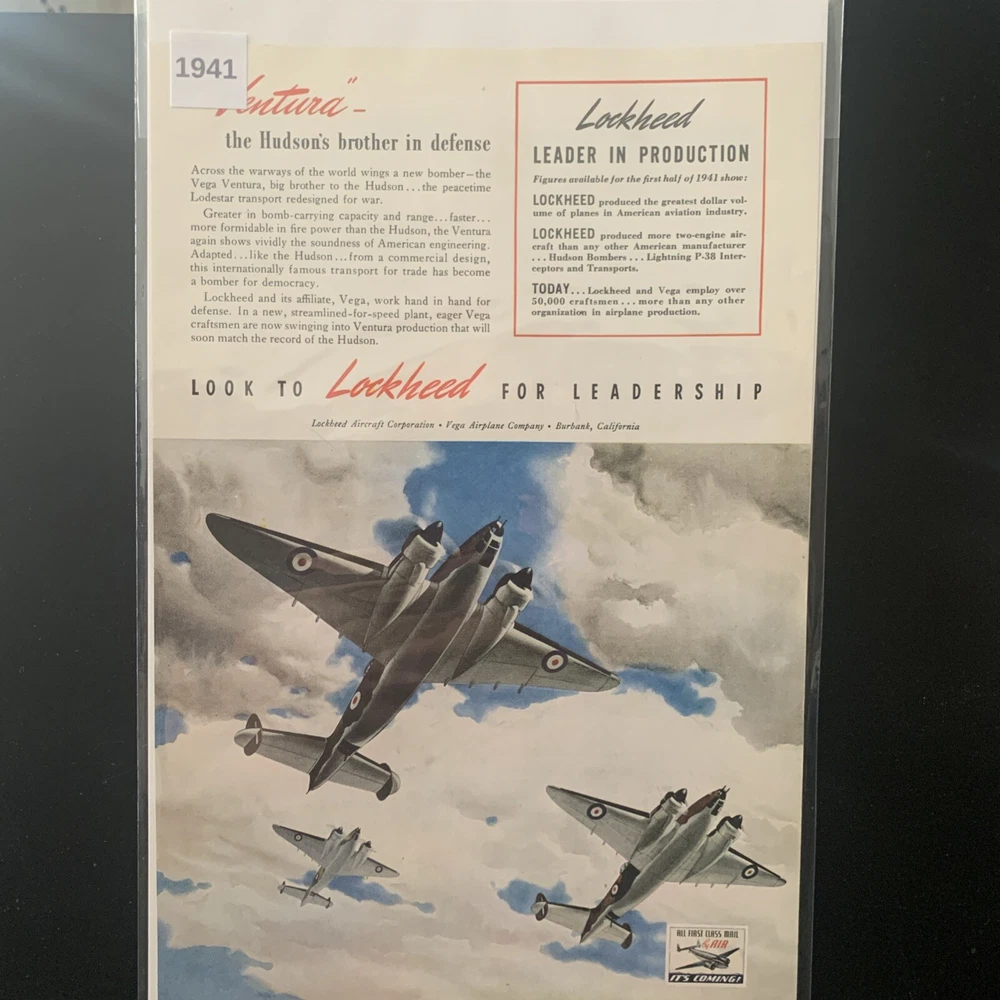 1941
Ventura" –
the Hudson's brother in defense
Across the warways of the world wings a new bomber—the
Vega Ventura, big brother to the Hudson...the peacetime
Lodestar transport redesigned for war.
Greater in bomb-carrying capacity and range...faster...
more formidable in fire power than the Hudson, the Ventura
again shows vividly the soundness of American engineering.
Adapted...like the Hudson...from a commercial design,
this internationally famous transport for trade has become
a bomber for democracy.
Lockheed and its affiliate, Vega, work hand in hand for
defense. In a new, streamlined-for-speed plant, eager Vega
craftsmen are now swinging into Ventura production that will
soon match the record of the Hudson.
Lockheed
LEADER IN PRODUCTION
Figures available for the first half of 1941 show:
LOCKHEED produced the greatest dollar vol-
ume of planes in American aviation industry.
LOCKHEED produced more two-engine air-
craft than any other American manufacturer
... Hudson Bombers ... Lightning P-38 Inter-
ceptors and Transports.
TODAY... Lockheed and Vega employ over
50,000 craftsmen ... more than any other
organization in airplane production.
LOOK TO Lockheed FOR LEADERSHIP
Lockheed Aircraft Corporation • Vega Airplane Company • Burbank, California
ALL FIRST CLASS MAIL
by AIR
IT'S COMING!